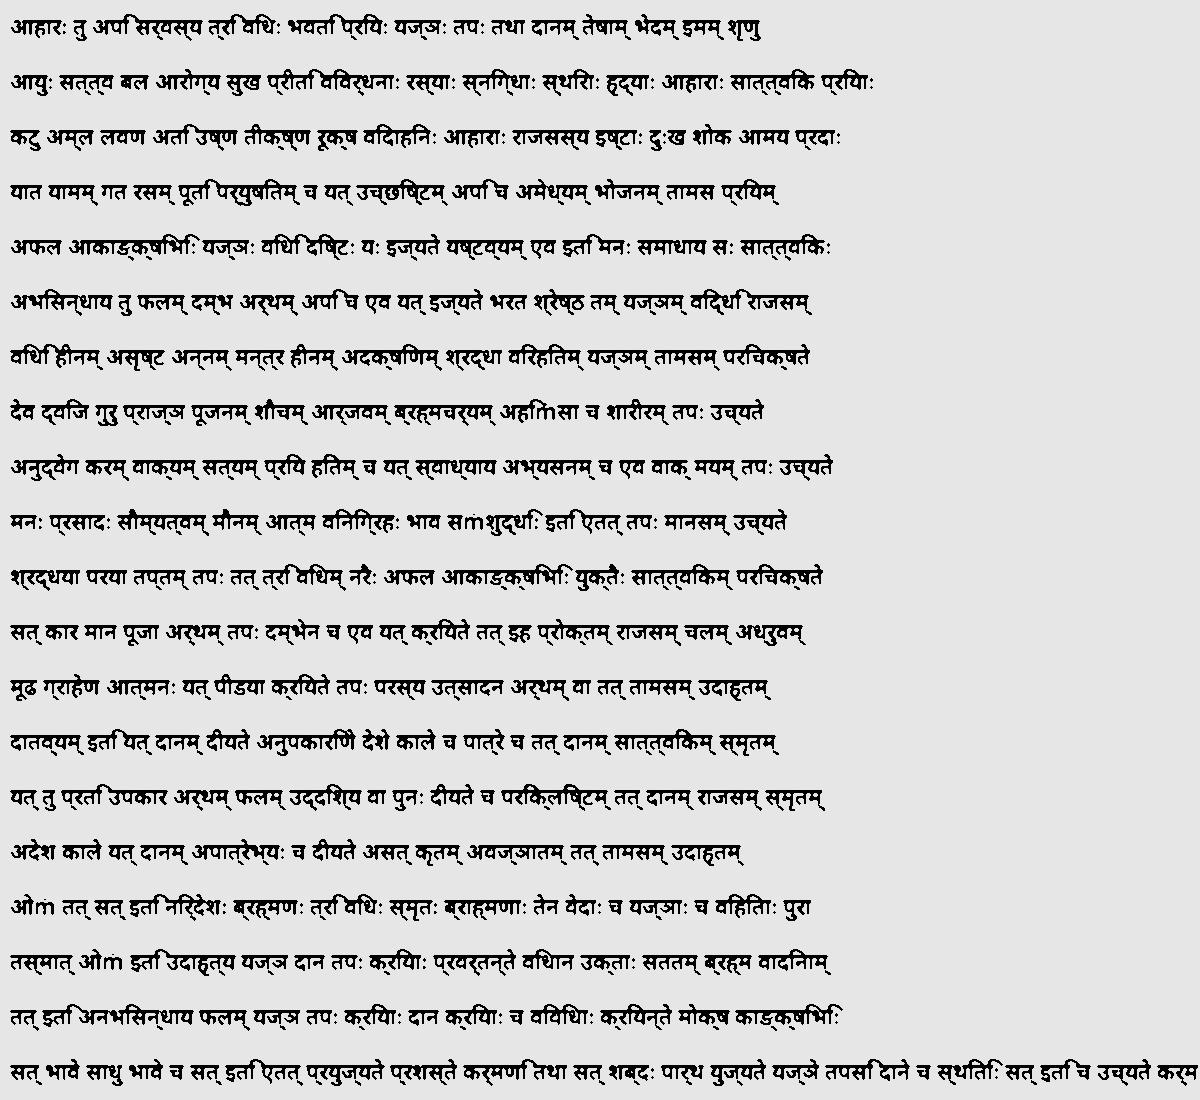 आहारः तु अपि सर्वस्य त्रिविधः भवति प्रियः यज्ञः तपः तथा दानम् तेषाम् भेदम् इमम् शृणु
आयुः सत्त्व बल आरोग्य सुख प्रीति विवर्धनाः रस्याः स्निग्धाः स्थिराः हृद्याः आहाराः सात्त्विक प्रियाः
कटु अम्ल लवण अति उष्ण तीक्ष्ण रूक्ष विदाहिनः आहाराः राजसस्य इष्टाः दुःख शोक आमय प्रदाः
यात यामम् गत रसम् पूति पर्युषितम् च यत् उच्छिष्टम् अपि च अमेध्यम् भोजनम् तामस प्रियम्
अफल आकाङ्क्षिभिः यज्ञः विधि दिष्टः यः इज्यते यष्टव्यम् एव इति मनः समाधाय सः सात्त्विकः
अभिसन्धाय तु फलम् दम्भ अर्थम् अपि च एव यत् इज्यते भरत श्रेष्ठ तम् यज्ञम् विद्धि राजसम्
विधि हीनम् असृष्ट अन्नम् मन्त्र हीनम् अदक्षिणम् श्रद्धा विरहितम् यज्ञम् तामसम् परिचक्षते
देव द्विज गुरु प्राज्ञ पूजनम् शौचम् आर्जवम् ब्रह्मचर्यम् अहिṁसा च शारीरम् तपः उच्यते
अनुद्वेग करम् वाक्यम् सत्यम् प्रिय हितम् च यत् स्वाध्याय अभ्यसनम् च एव वाक् मयम् तपः उच्यते
मनः प्रसादः सौम्यत्वम् मौनम् आत्म विनिग्रहः भाव सṁशुद्धिः इति एतत् तपः मानसम् उच्यते
श्रद्धया परया तप्तम् तपः तत् त्रिविधम् नरैः अफल आकाङ्क्षिभिः युक्तैः सात्त्विकम् परिचक्षते
सत् कार मान पूजा अर्थम् तपः दम्भेन च एव यत् क्रियते तत् इह प्रोक्तम् राजसम् चलम् अध्रुवम्
मूढ ग्राहेण आत्मनः यत् पीडया क्रियते तपः परस्य उत्सादन अर्थम् वा तत् तामसम् उदाहृतम्
दातव्यम् इति यत् दानम् दीयते अनुपकारिणे देशे काले च पात्रे च तत् दानम् सात्त्विकम् स्मृतम्
यत् तु प्रति उपकार अर्थम् फलम् उद्दिश्य वा पुनः दीयते च परिक्लिष्टम् तत् दानम् राजसम् स्मृतम्
अदेश काले यत् दानम् अपात्रेभ्यः च दीयते असत् कृतम् अवज्ञातम् तत् तामसम् उदाहृतम्
ओṁ तत् सत् इति निर्देशः ब्रह्मणः त्रिविधः स्मृतः ब्राह्मणाः तेन वेदाः च यज्ञाः च विहिताः पुरा
तस्मात् ओṁ इति उदाहृत्य यज्ञ दान तपः क्रियाः प्रवर्तन्ते विधान उक्ताः सततम् ब्रह्म वादिनाम्
तत् इति अनभिसन्धाय फलम् यज्ञ तपः क्रियाः दान क्रियाः च विविधाः क्रियन्ते मोक्ष काङ्क्षिभिः
सत् भावे साधु भावे च सत् इति एतत् प्रयुज्यते प्रशस्ते कर्मणि तथा सत् शब्दः पार्थ युज्यते यज्ञे तपसि दाने च स्थितिः सत् इति च उच्यते कर्म